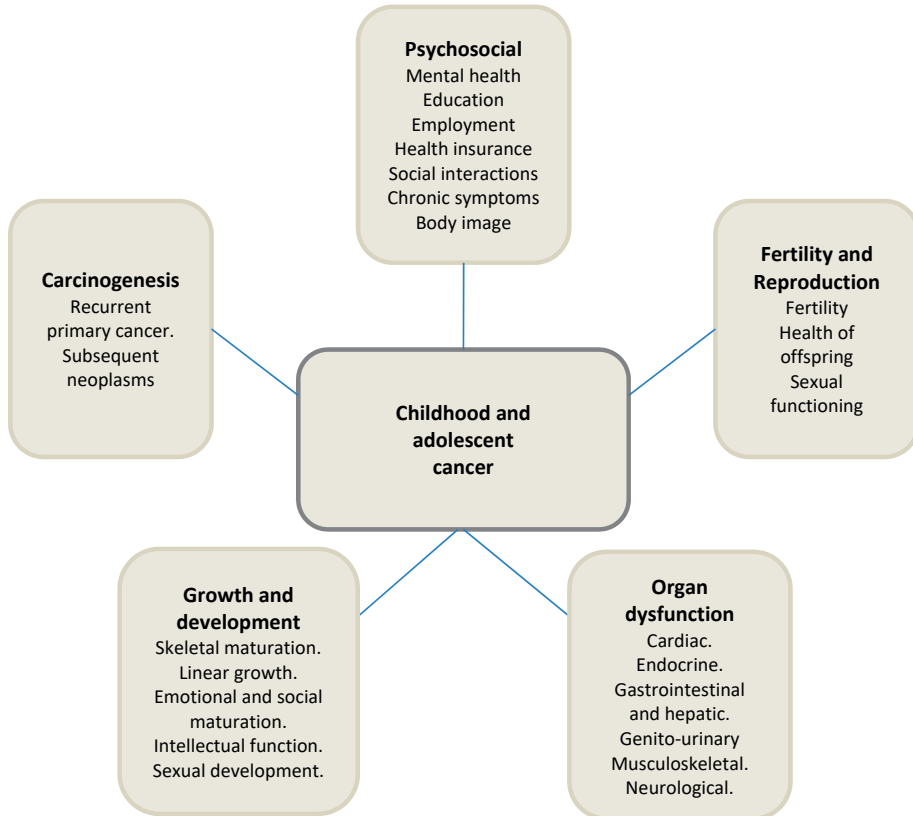 Psychosocial
Mental health
Education
Employment
Health insurance
Social interactions
Chronic symptoms
Body image
Carcinogenesis
Recurrent
primary cancer.
Subsequent
neoplasms
Fertility and
Reproduction
Fertility
Health of
offspring
Sexual
functioning
Childhood and
adolescent
cancer
Growth and
development
Skeletal maturation.
Linear growth.
Emotional and social
maturation.
Intellectual function.
Sexual development.
Organ
dysfunction
Cardiac.
Endocrine.
Gastrointestinal
and hepatic.
Genito-urinary
Musculoskeletal.
Neurological.